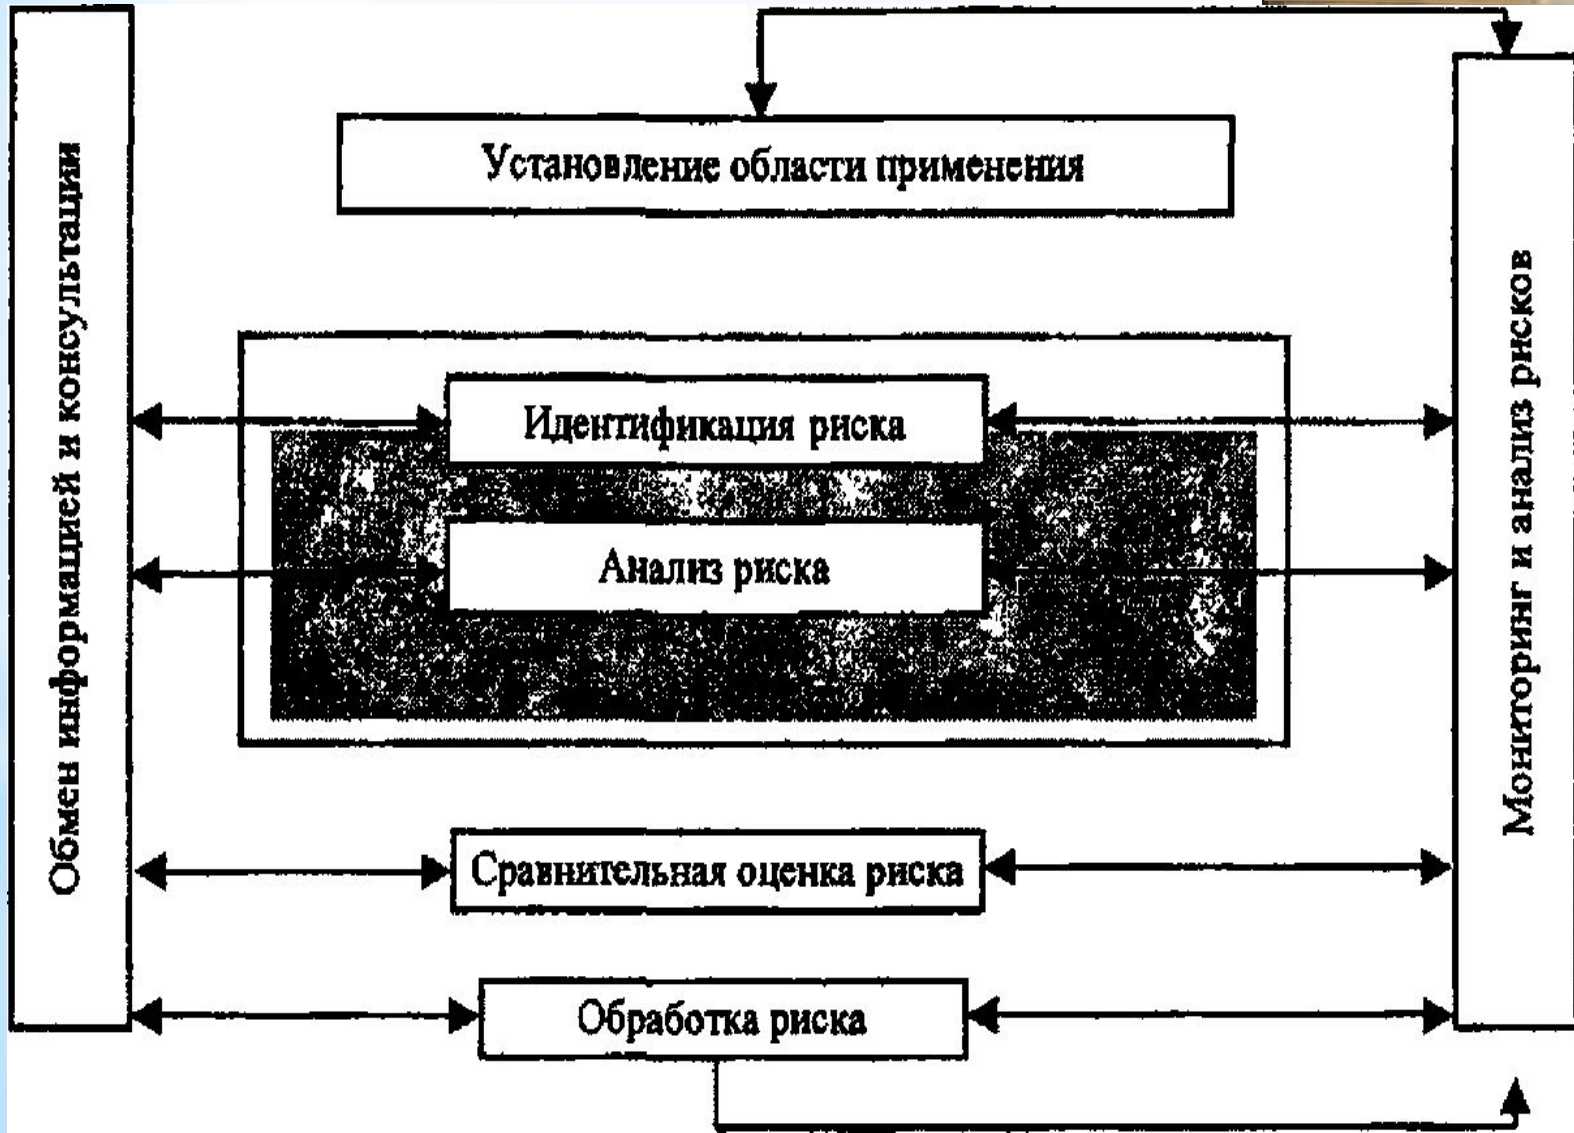 Обмен информацией и консультации
Установление области применения
Идентификация риска
Анализ риска
Сравнительная оценка риска
Обработка риска
Мониторинг и анализ рисков